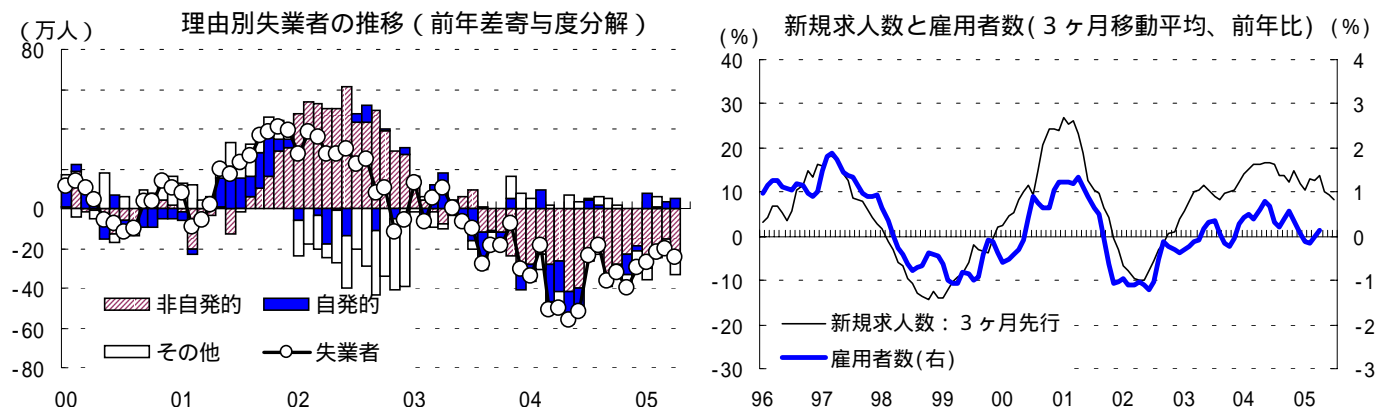 理由別失業者の推移（前年差寄与度分解）
（万人）
80
60
40
20
0
-20
-40
-60
-80
非自発的
自発的
その他
失業者
00 01 02 03 04 05
新規求人数と雇用者数(３ヶ月移動平均、前年比)
(%)
(%)
40
30
20
10
0
-10
-20
-30
4
3
2
1
0
-1
-2
-3
新規求人数：３ヶ月先行
雇用者数(右)
96 97 98 99 00 01 02 03 04 05